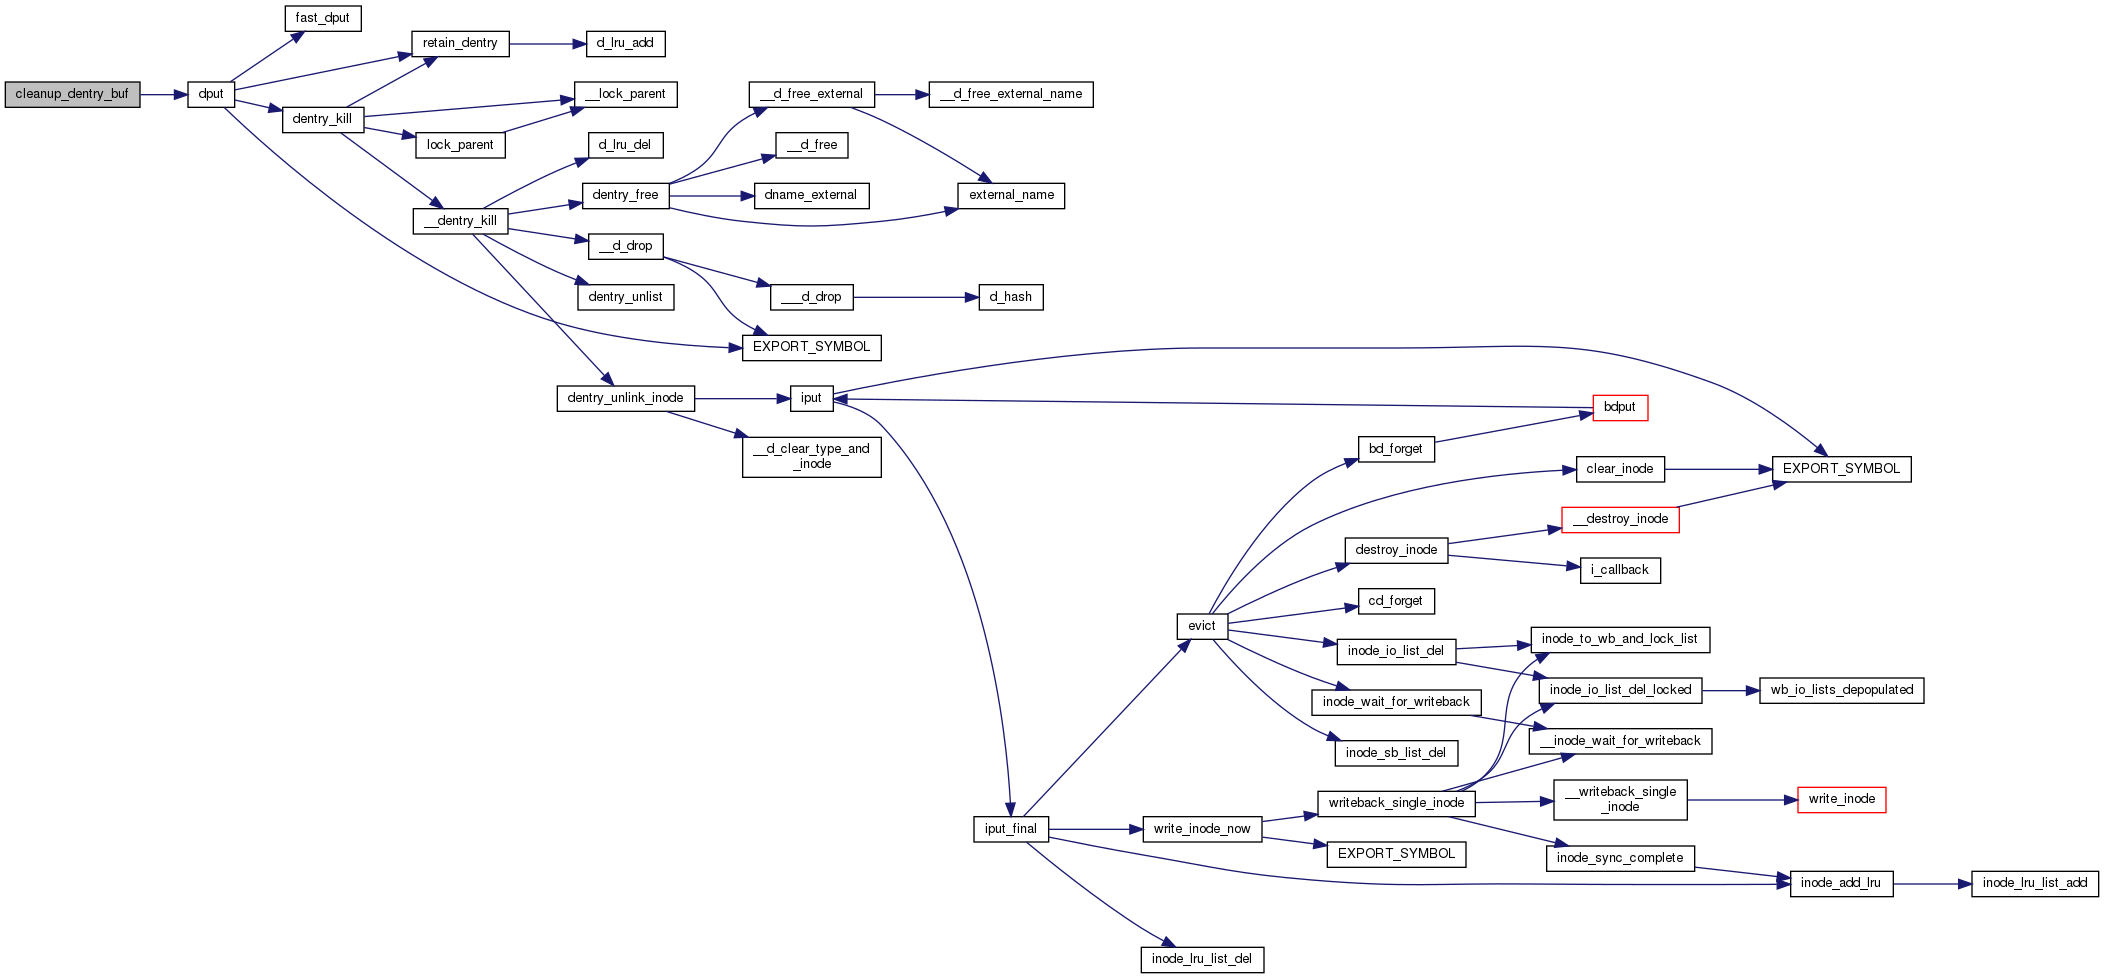 fast_dput
retain_dentry
d_lru_add
cleanup_dentry_buf
dput
dentry_kill
__lock_parent
lock_parent
__d_free_external
__d_free_external_name
d_lru_del
__d_free
dentry_free
dname_external
external_name
__dentry_kill
__d_drop
dentry_unlist
___d_drop
d_hash
EXPORT_SYMBOL
dentry_unlink_inode
iput
__d_clear_type_and
_inode
bdput
bd_forget
clear_inode
EXPORT_SYMBOL
__destroy_inode
destroy_inode
i_callback
cd_forget
evict
inode_io_list_del
inode_to_wb_and_lock_list
inode_io_list_del_locked
wb_io_lists_depopulated
inode_wait_for_writeback
__inode_wait_for_writeback
inode_sb_list_del
writeback_single_inode
__writeback_single
_inode
write_inode
iput_final
write_inode_now
EXPORT_SYMBOL
inode_sync_complete
inode_add_lru
inode_lru_list_add
inode_lru_list_del